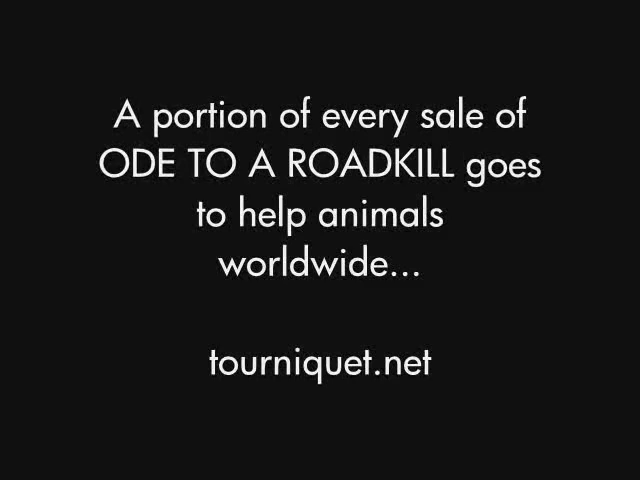 A portion of every sale of
ODE TO A ROADKILL goes
to help animals
worldwide...
tourniquet.net